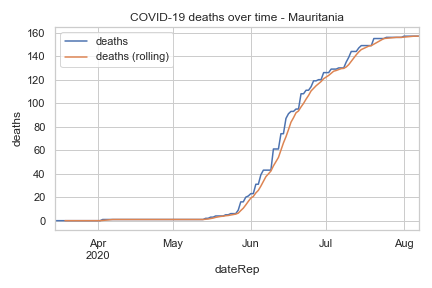 COVID-19 deaths over time - Mauritania
deaths
deaths (rolling)
160
140
120
100
80
60
40
20
0
deaths
Apr
2020
May
Jun
Jul
Aug
dateRep